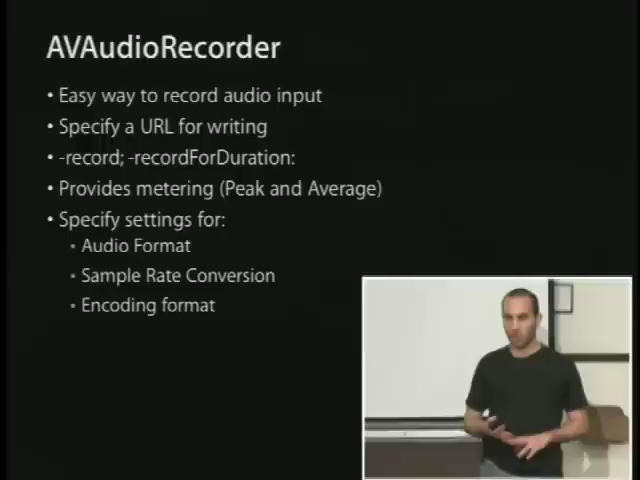 AVAudioRecorder
• Easy way to record audio input
• Specify a URL for writing
• -record; -recordForDuration:
• Provides metering (Peak and Average)
• Specify settings for:
▪ Audio Format
▪ Sample Rate Conversion
▪ Encoding format